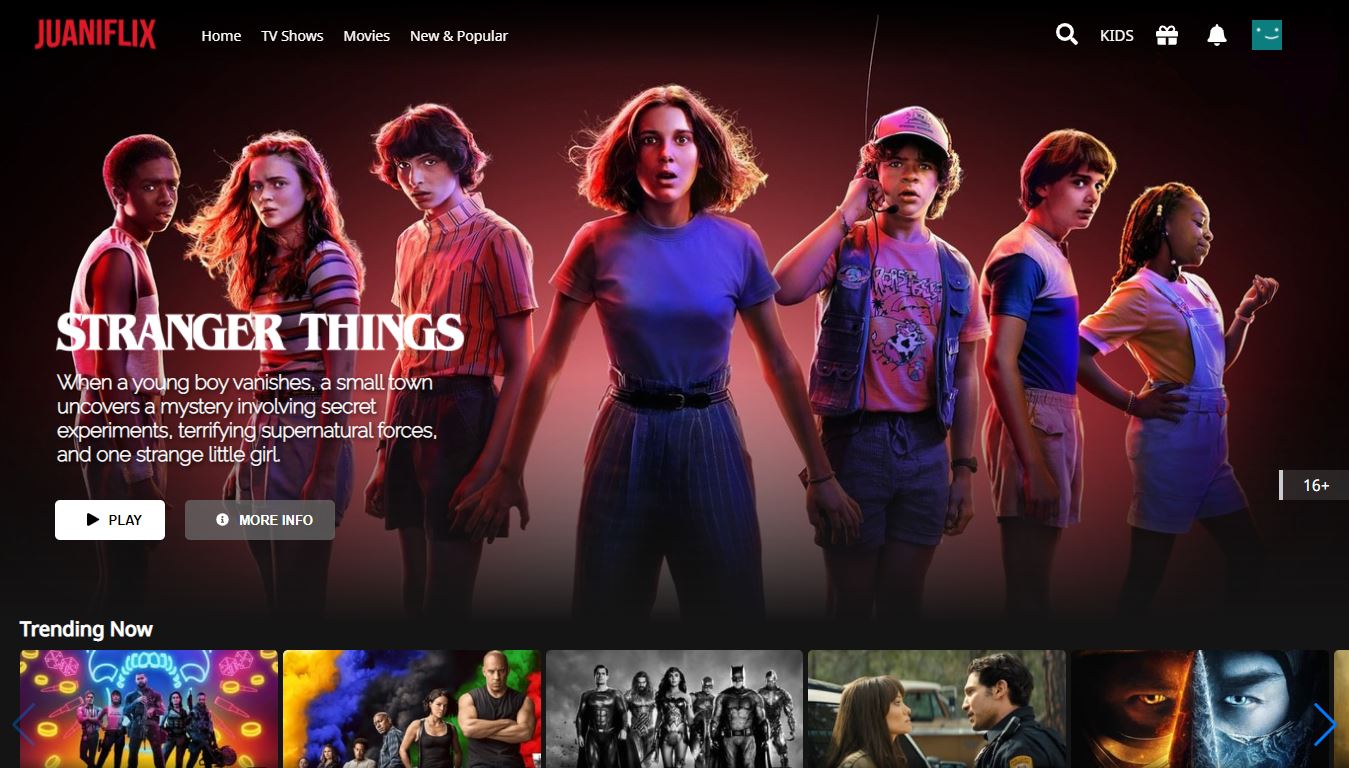 JUANIFLIX
Home TV Shows Movies New & Popular KIDS
STRANGER THINGS
When a young boy vanishes, a small town
uncovers a mystery involving secret
experiments, terrifying supernatural forces,
and one strange little girl.
16+
PLAY MORE INFO
Trending Now